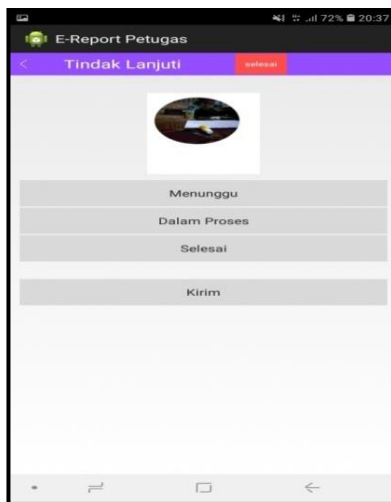 72% 20:37
E-Report Petugas
< Tindak Lanjuti selesai
Menunggu
Dalam Proses
Selesai
Kirim